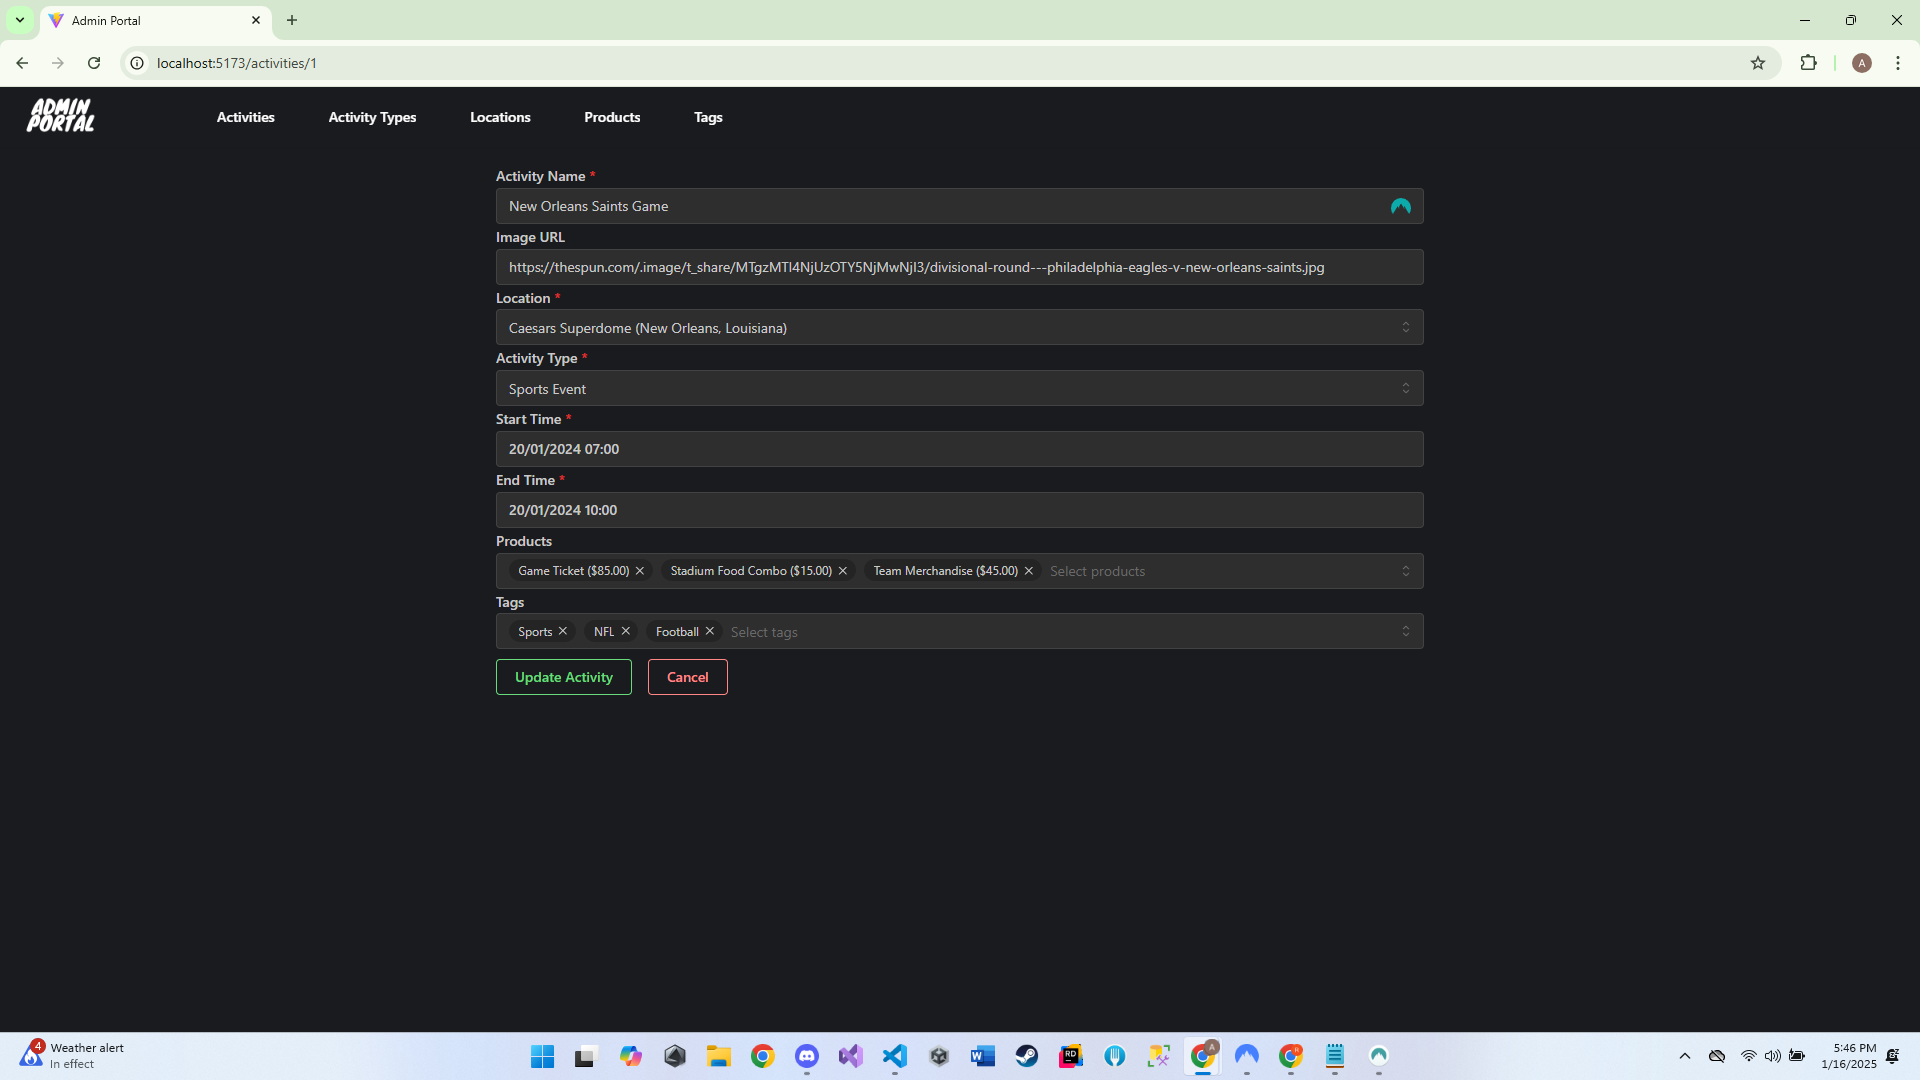 Admin Portal
localhost:5173/activities/1
A
ADMIN
PORTAL
Activities
Activity Types
Locations
Products
Tags
Activity Name *
New Orleans Saints Game
Image URL
https://thespun.com/.image/t_share/MTgzMTI4NjUzOTY5NjMwNjI3/divisional-round---philadelphia-eagles-v-new-orleans-saints.jpg
Location *
Caesars Superdome (New Orleans, Louisiana)
Activity Type *
Sports Event
Start Time *
20/01/2024 07:00
End Time *
20/01/2024 10:00
Products
Game Ticket ($85.00) Stadium Food Combo ($15.00) Team Merchandise ($45.00) Select products
Tags
Sports NFL Football Select tags
Update Activity Cancel
4
Weather alert
In effect
W
RD
A
R
5:46 PM
1/16/2025